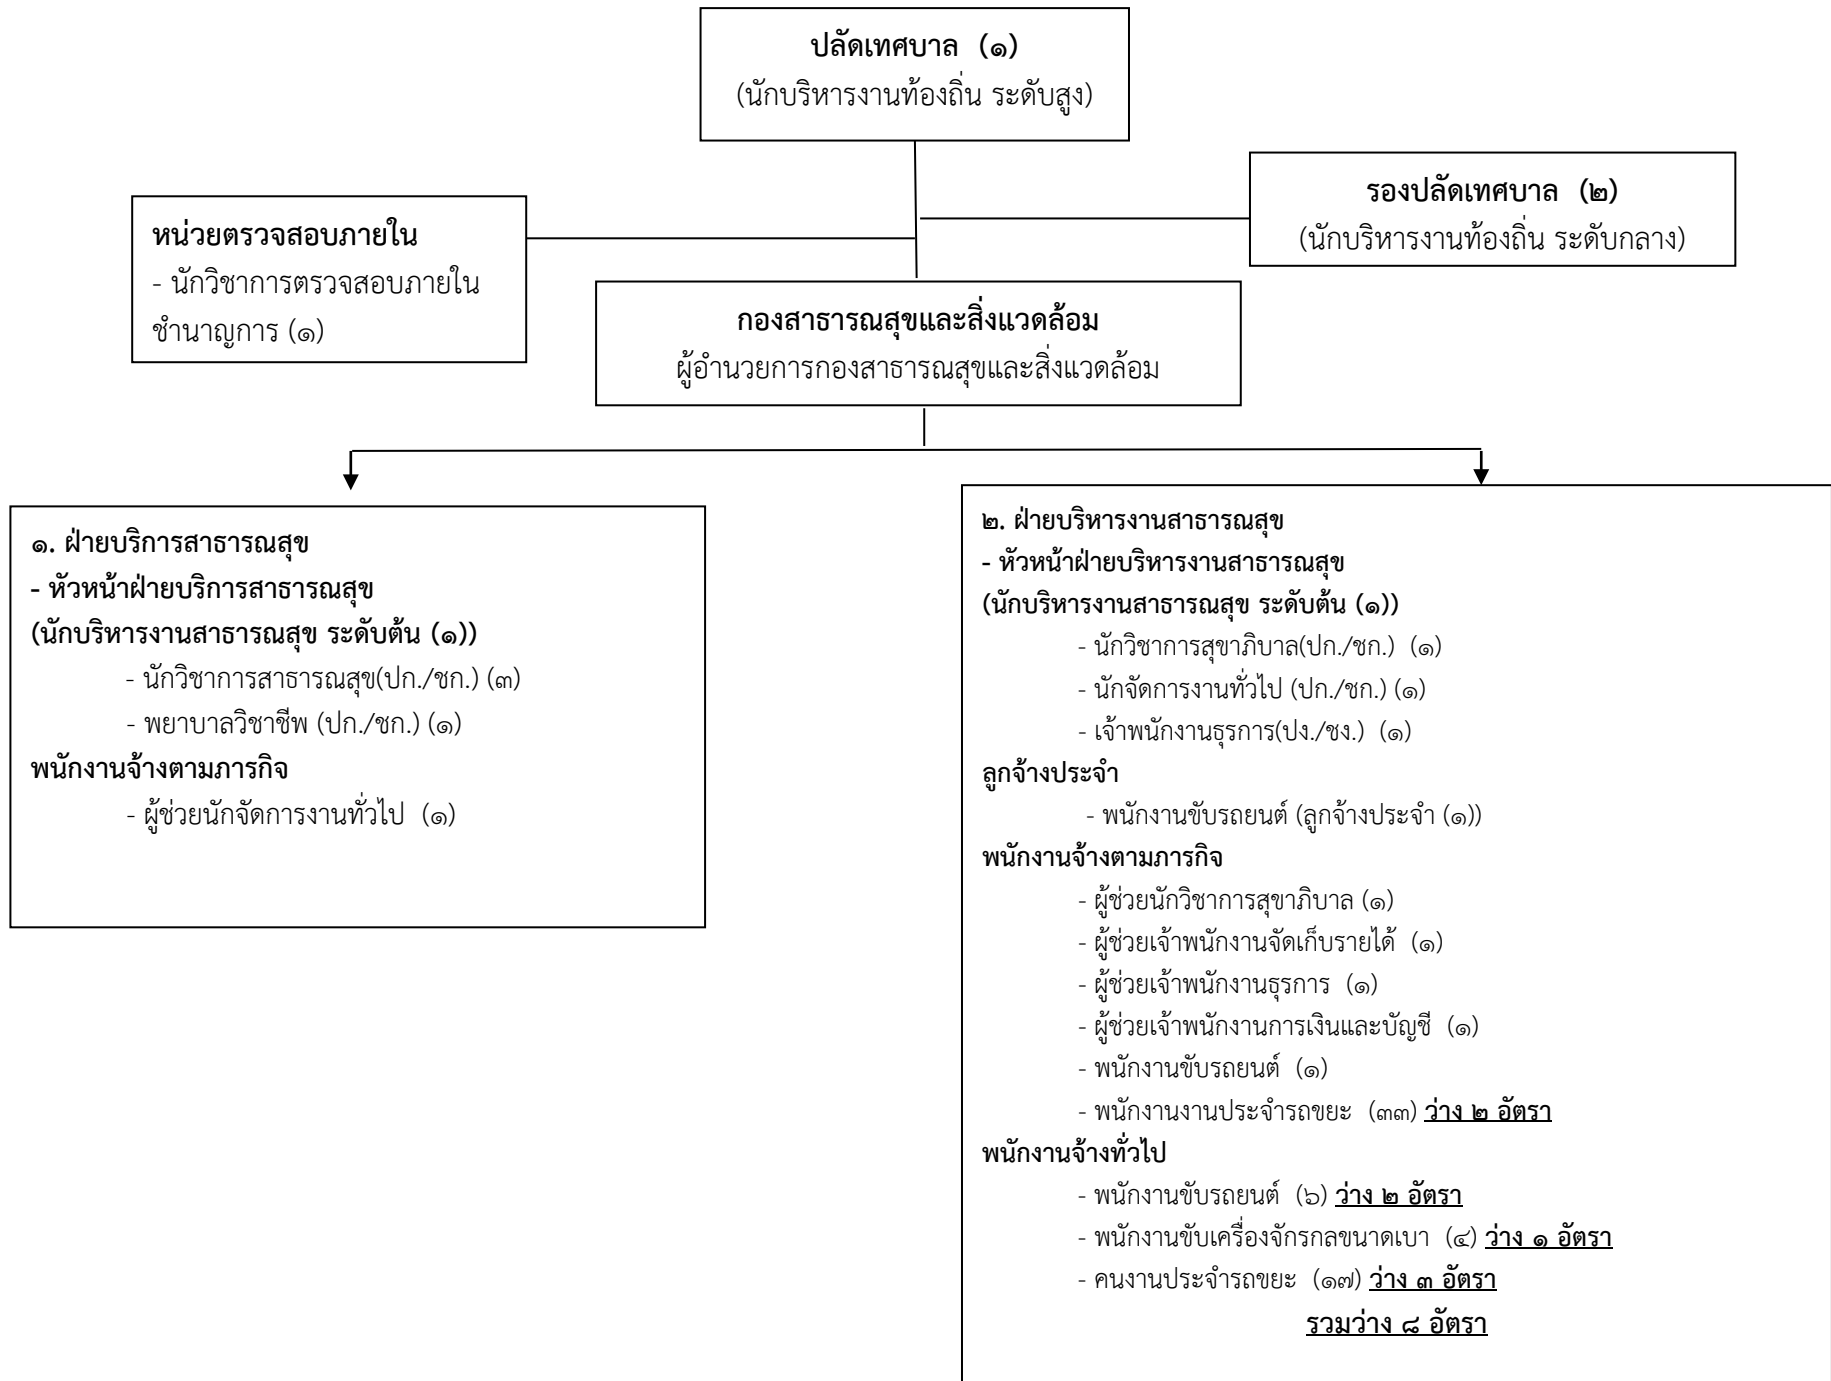 ปลัดเทศบาล (๑)
(นักบริหารงานท้องถิ่น ระดับสูง)
รองปลัดเทศบาล (๒)
(นักบริหารงานท้องถิ่น ระดับกลาง)
หน่วยตรวจสอบภายใน
- นักวิชาการตรวจสอบภายใน
ชำนาญการ (๑)
กองสาธารณสุขและสิ่งแวดล้อม
ผู้อำนวยการกองสาธารณสุขและสิ่งแวดล้อม
๑. ฝ่ายบริการสาธารณสุข
- หัวหน้าฝ่ายบริการสาธารณสุข
(นักบริหารงานสาธารณสุข ระดับต้น (๑))
- นักวิชาการสาธารณสุข(ปก./ชก.) (๓)
- พยาบาลวิชาชีพ (ปก./ชก.) (๑)
พนักงานจ้างตามภารกิจ
- ผู้ช่วยนักจัดการงานทั่วไป (๑)
๒. ฝ่ายบริหารงานสาธารณสุข
- หัวหน้าฝ่ายบริหารงานสาธารณสุข
(นักบริหารงานสาธารณสุข ระดับต้น (๑))
- นักวิชาการสุขาภิบาล(ปก./ชก.) (๑)
- นักจัดการงานทั่วไป (ปก./ชก.) (๑)
- เจ้าพนักงานธุรการ(ปง./ชง.) (๑)
ลูกจ้างประจำ
- พนักงานขับรถยนต์ (ลูกจ้างประจำ (๑))
พนักงานจ้างตามภารกิจ
- ผู้ช่วยนักวิชาการสุขาภิบาล (๑)
- ผู้ช่วยเจ้าพนักงานจัดเก็บรายได้ (๑)
- ผู้ช่วยเจ้าพนักงานธุรการ (๑)
- ผู้ช่วยเจ้าพนักงานการเงินและบัญชี (๑)
- พนักงานขับรถยนต์ (๑)
- พนักงานงานประจำรถขยะ (๓๓) ว่าง ๒ อัตรา
พนักงานจ้างทั่วไป
- พนักงานขับรถยนต์ (๖) ว่าง ๒ อัตรา
- พนักงานขับเครื่องจักรกลขนาดเบา (๔) ว่าง ๑ อัตรา
- คนงานประจำรถขยะ (๑๗) ว่าง ๓ อัตรา
รวมว่าง ๘ อัตรา